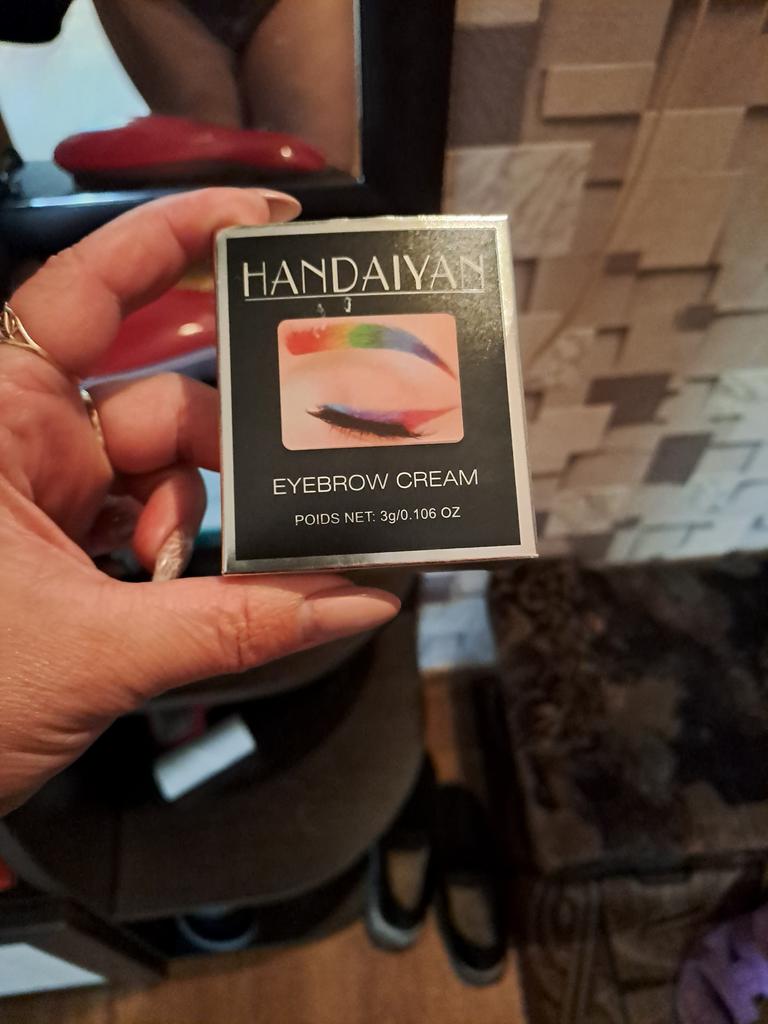 HANDAIYAN
EYEBROW CREAM
POIDS NET: 3g/0.106 OZ